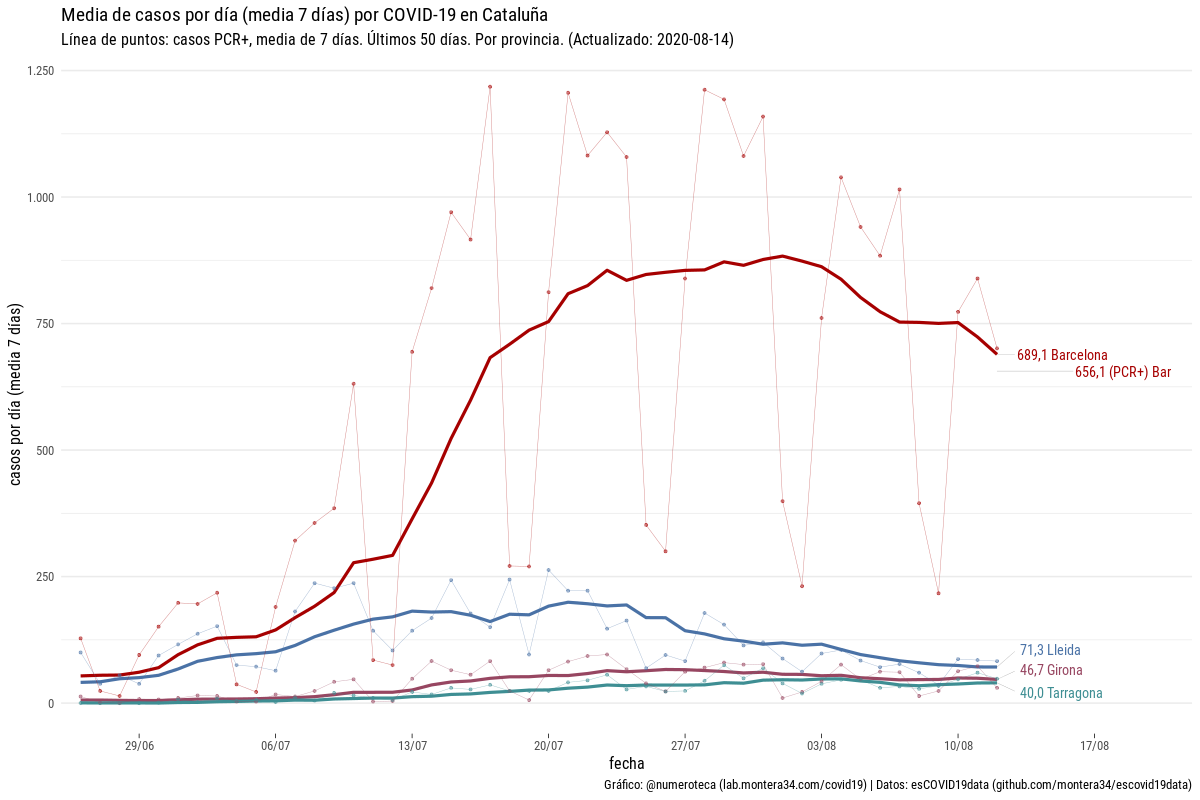 Media de casos por día (media 7 días) por COVID-19 en Cataluña
Línea de puntos: casos PCR+, media de 7 días. Últimos 50 días. Por provincia. (Actualizado: 2020-08-14)
casos por día (media 7 días)
1.250
1.000
750
500
250
0
689,1 Barcelona
656,1 (PCR+) Bar
71,3 Lleida
46,7 Girona
40,0 Tarragona
29/06
06/07
13/07
20/07
27/07
03/08
10/08
17/08
fecha
Gráfico: @numeroteca (lab.montera34.com/covid19) | Datos: esCOVID19data (github.com/montera34/escovid19data)